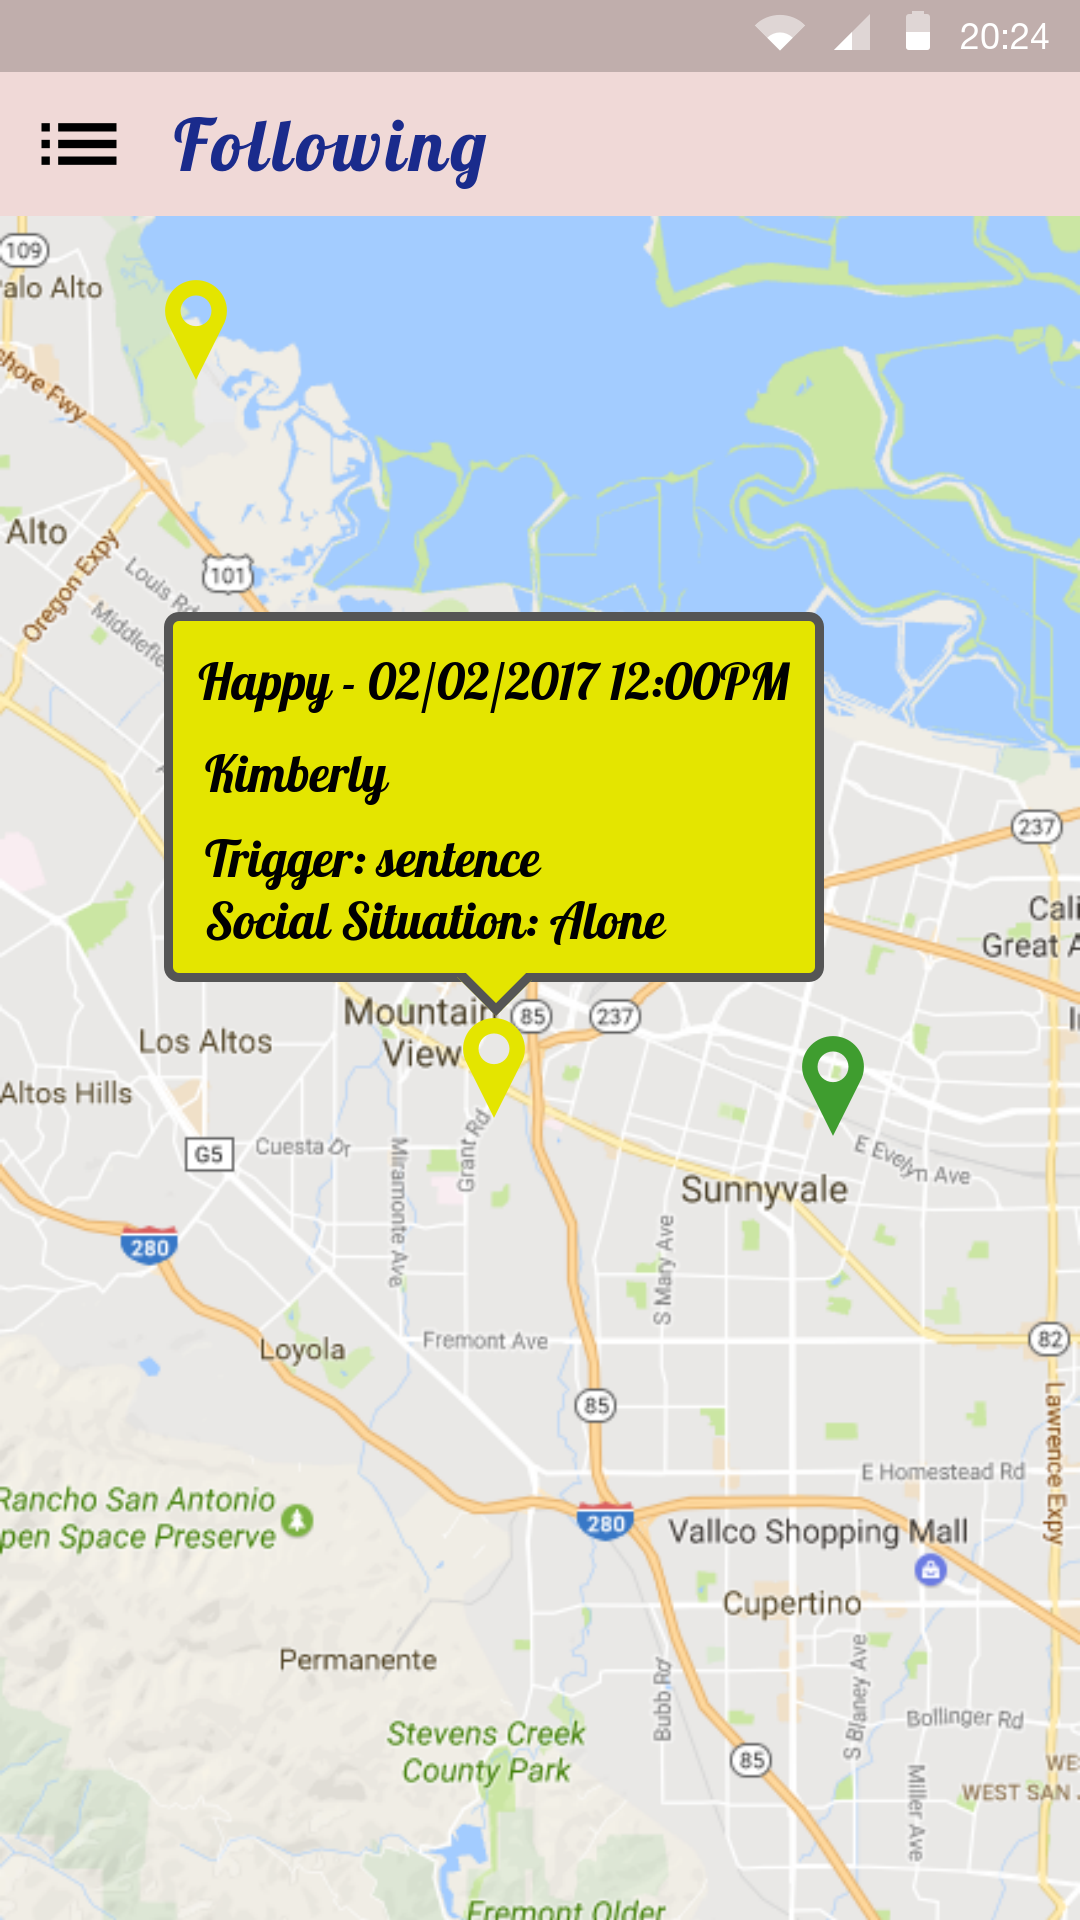 20:24
Following
109
alo Alto
hore Fwy
Alto
Oregon Expy
Louis Rd
Middlefie
101
Happy - 02/02/2017 12:00PM
Kimberly
Trigger: sentence
Social Situation: Alone
237
Cali
Great A
Mountain
View
85
237
Los Altos
Altos Hills
G5
Cuesta Dr
Miramonte Ave
Grant Rd
E Evelyn Ave
Sunnyvale
280
S Mary Ave
Loyola
Fremont Ave
82
85
Lawrence Expy
E Homestead Rd
Rancho San Antonio
pen Space Preserve
280
Vallco Shopping Mall
Cupertino
Permanente
Bubb Rd
S Blaney Ave
Bollinger Rd
Stevens Creek
County Park
85
WE
WEST SAN
Miller Ave
Fremont Older